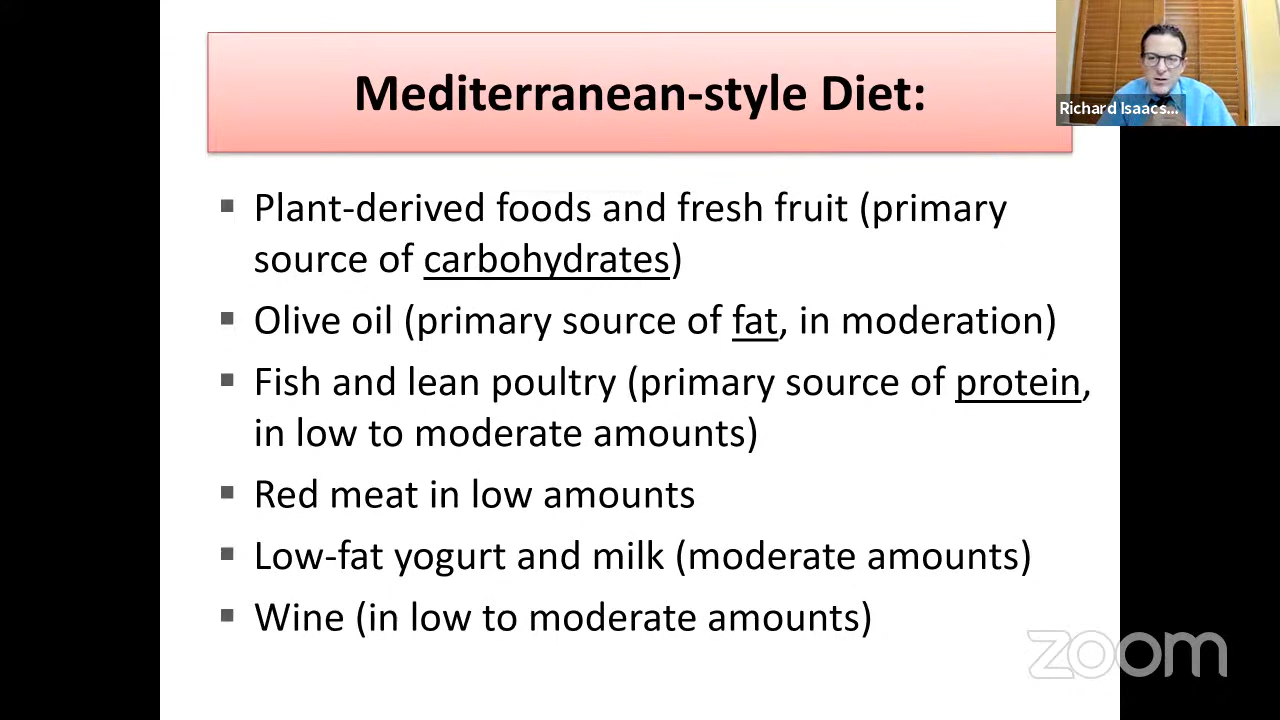 Mediterranean-style Diet:
Richard Isaacs...
▪ Plant-derived foods and fresh fruit (primary
source of carbohydrates)
▪ Olive oil (primary source of fat, in moderation)
▪ Fish and lean poultry (primary source of protein,
in low to moderate amounts)
▪ Red meat in low amounts
▪ Low-fat yogurt and milk (moderate amounts)
▪ Wine (in low to moderate amounts)
zoom